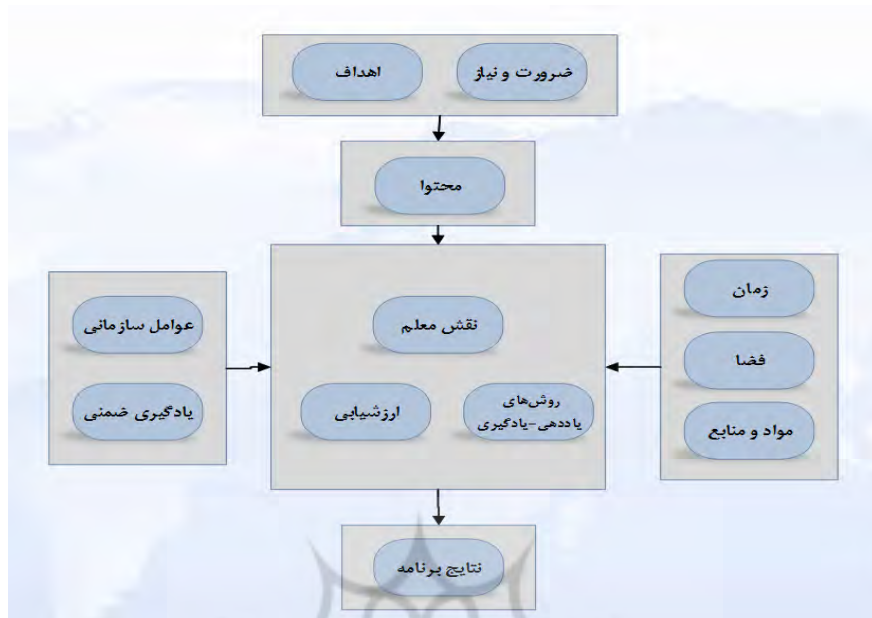 ضرورت و نیاز
اهداف
محتوا
زمان
فضا
مواد و منابع
نقش معلم
روش‌های
یاددهی-یادگیری
ارزشیابی
عوامل سازمانی
یادگیری ضمنی
نتایج برنامه